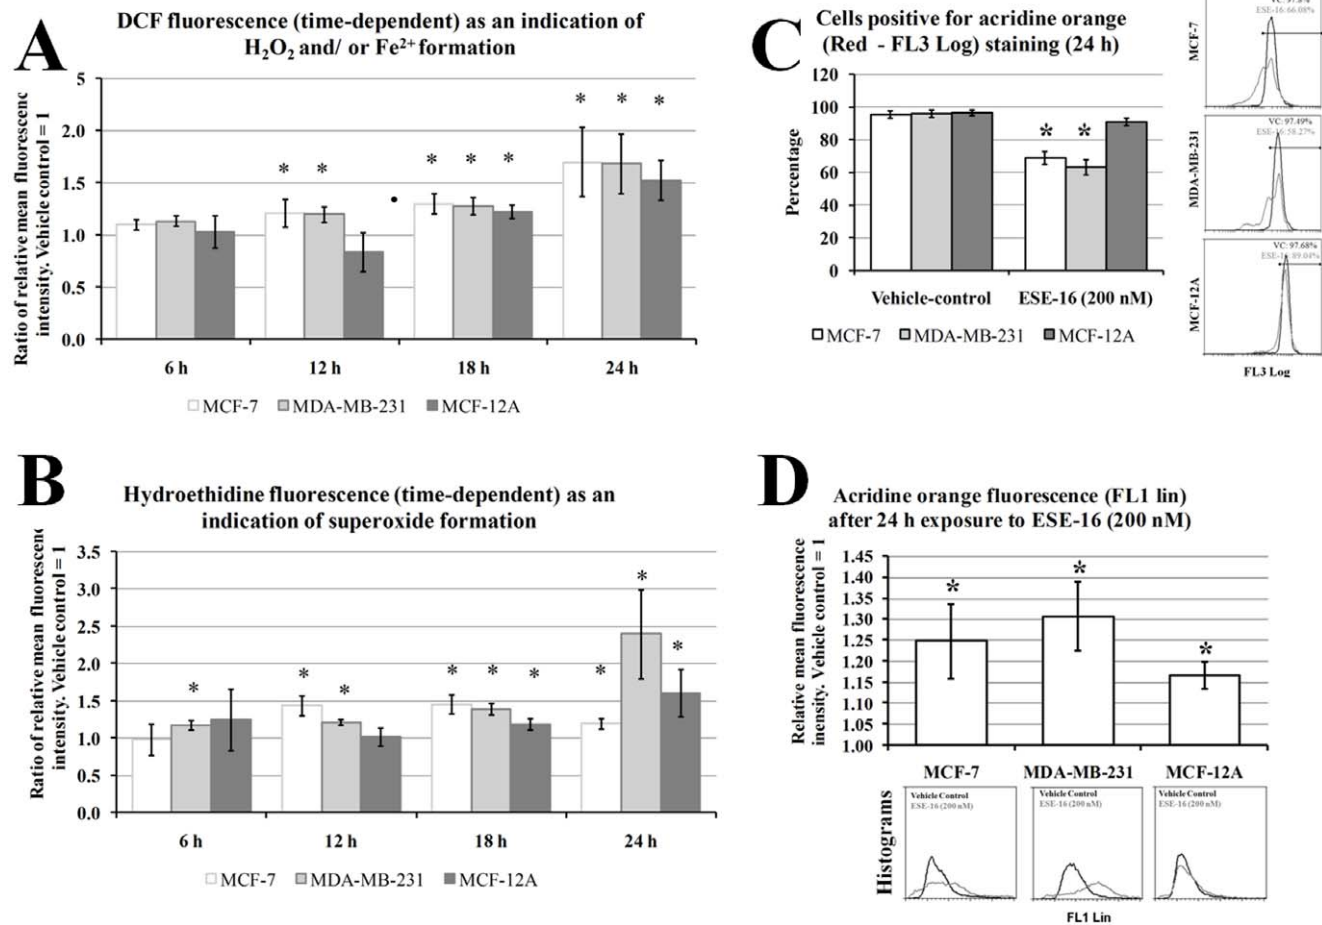 A
DCF fluorescence (time-dependent) as an indication of
H₂O₂ and/ or Fe²⁺ formation
Ratio of relative mean fluorescenc
intensity. Vehicle control = 1
5
2.0
1.5
1.0
0.5
0.0
* * * * * * * *
6 h 12 h 18 h 24 h
MCF-7 MDA-MB-231 MCF-12A
B
Hydroethidine fluorescence (time-dependent) as an
indication of superoxide formation
Ratio of relative mean fluorescenc
intensity. Vehicle control = 1
3.5
3.0
2.5
2.0
1.5
1.0
0.5
0.0
* * * * * * * * *
6 h 12 h 18 h 24 h
MCF-7 MDA-MB-231 MCF-12A
C
Cells positive for acridine orange
(Red - FL3 Log) staining (24 h)
Percentage
120
100
80
60
40
20
0
* *
Vehicle-control ESE-16 (200 nM)
MCF-7 MDA-MB-231 MCF-12A
MCF-7
ESE-16: 66.08%
MDA-MB-231
VC: 97.49%
ESE-16: 58.27%
MCF-12A
VC: 97.68%
89.04%
FL3 Log
D
Acridine orange fluorescence (FL1 lin)
after 24 h exposure to ESE-16 (200 nM)
Relative mean fluorescence
inensity. Vehicle control = 1
1.45
1.40
1.35
1.30
1.25
1.20
1.15
1.10
1.05
1.00
* * *
MCF-7 MDA-MB-231 MCF-12A
Histograms
Vehicle Control
ESE-16 (200 nM)
Vehicle Control
ESE-16 (200 nM)
Vehicle Control
ESE-16 (200 nM)
FL1 Lin